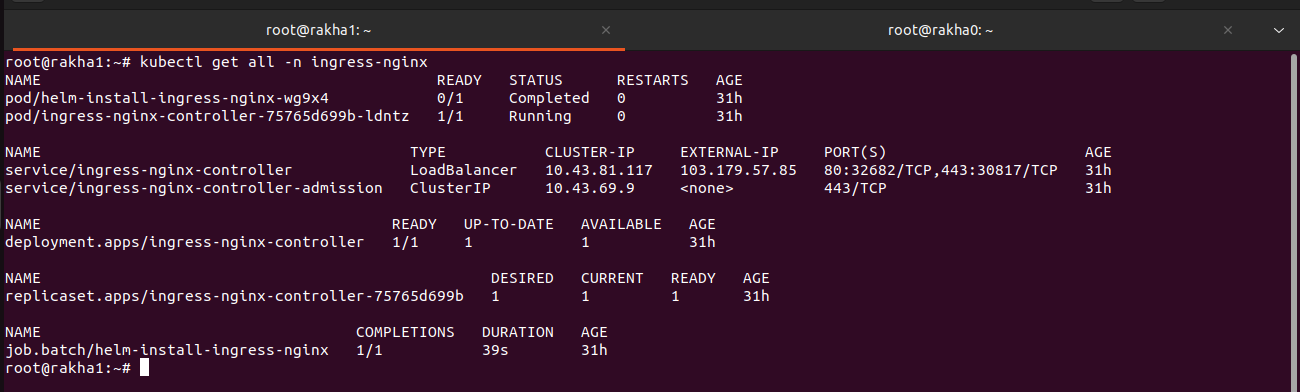 root@rakha1: ~
root@rakha0: ~
root@rakha1:~# kubectl get all -n ingress-nginx
NAME READY STATUS RESTARTS AGE
pod/helm-install-ingress-nginx-wg9x4 0/1 Completed 0 31h
pod/ingress-nginx-controller-75765d699b-ldntz 1/1 Running 0 31h
NAME TYPE CLUSTER-IP EXTERNAL-IP PORT(S) AGE
service/ingress-nginx-controller LoadBalancer 10.43.81.117 103.179.57.85 80:32682/TCP,443:30817/TCP 31h
service/ingress-nginx-controller-admission ClusterIP 10.43.69.9 <none> 443/TCP 31h
NAME READY UP-TO-DATE AVAILABLE AGE
deployment.apps/ingress-nginx-controller 1/1 1 1 31h
NAME DESIRED CURRENT READY AGE
replicaset.apps/ingress-nginx-controller-75765d699b 1 1 1 31h
NAME COMPLETIONS DURATION AGE
job.batch/helm-install-ingress-nginx 1/1 39s 31h
root@rakha1:~#